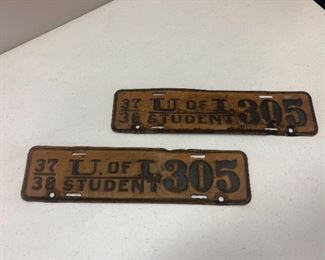 37 U. OF I. 305
38 STUDENT
37 U. OF I. 305
38 STUDENT